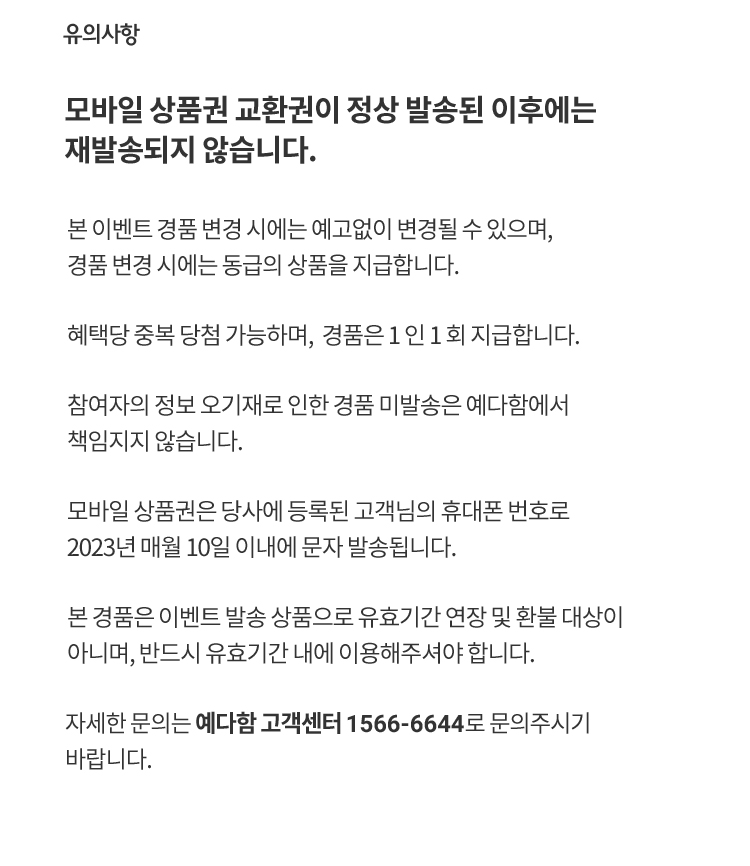 유의사항
모바일 상품권 교환권이 정상 발송된 이후에는
재발송되지 않습니다.
본 이벤트 경품 변경 시에는 예고없이 변경될 수 있으며,
경품 변경 시에는 동급의 상품을 지급합니다.
혜택당 중복 당첨 가능하며, 경품은 1 인 1 회 지급합니다.
참여자의 정보 오기재로 인한 경품 미발송은 예다함에서
책임지지 않습니다.
모바일 상품권은 당사에 등록된 고객님의 휴대폰 번호로
2023년 매월 10일 이내에 문자 발송됩니다.
본 경품은 이벤트 발송 상품으로 유효기간 연장 및 환불 대상이
아니며, 반드시 유효기간 내에 이용해주셔야 합니다.
자세한 문의는 예다함 고객센터 1566-6644로 문의주시기
바랍니다.